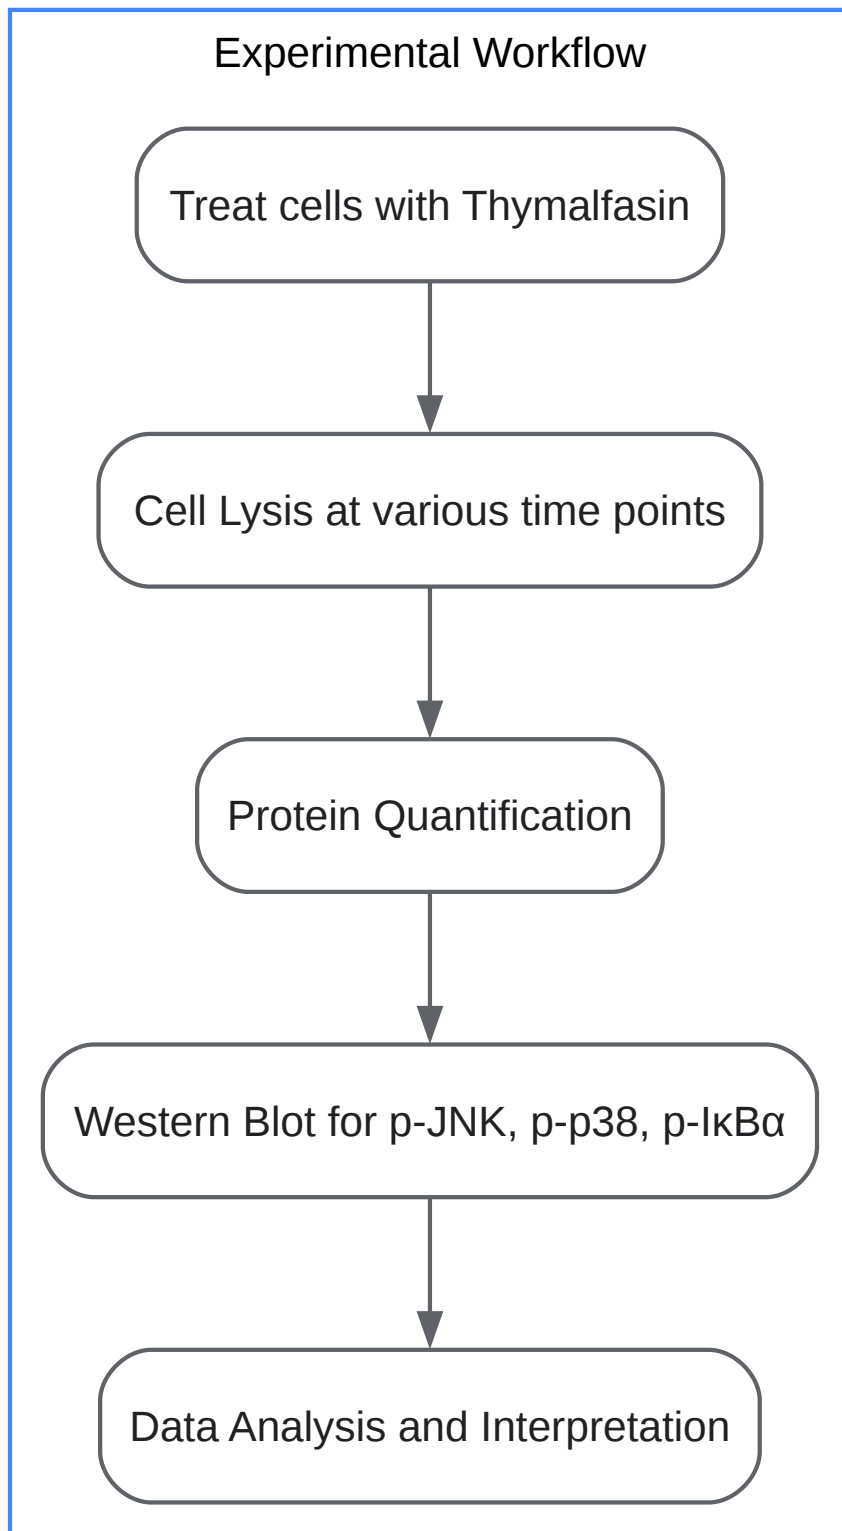 Experimental Workflow
Treat cells with Thymalfasin
Cell Lysis at various time points
Protein Quantification
Western Blot for p-JNK, p-p38, p-IκBα
Data Analysis and Interpretation